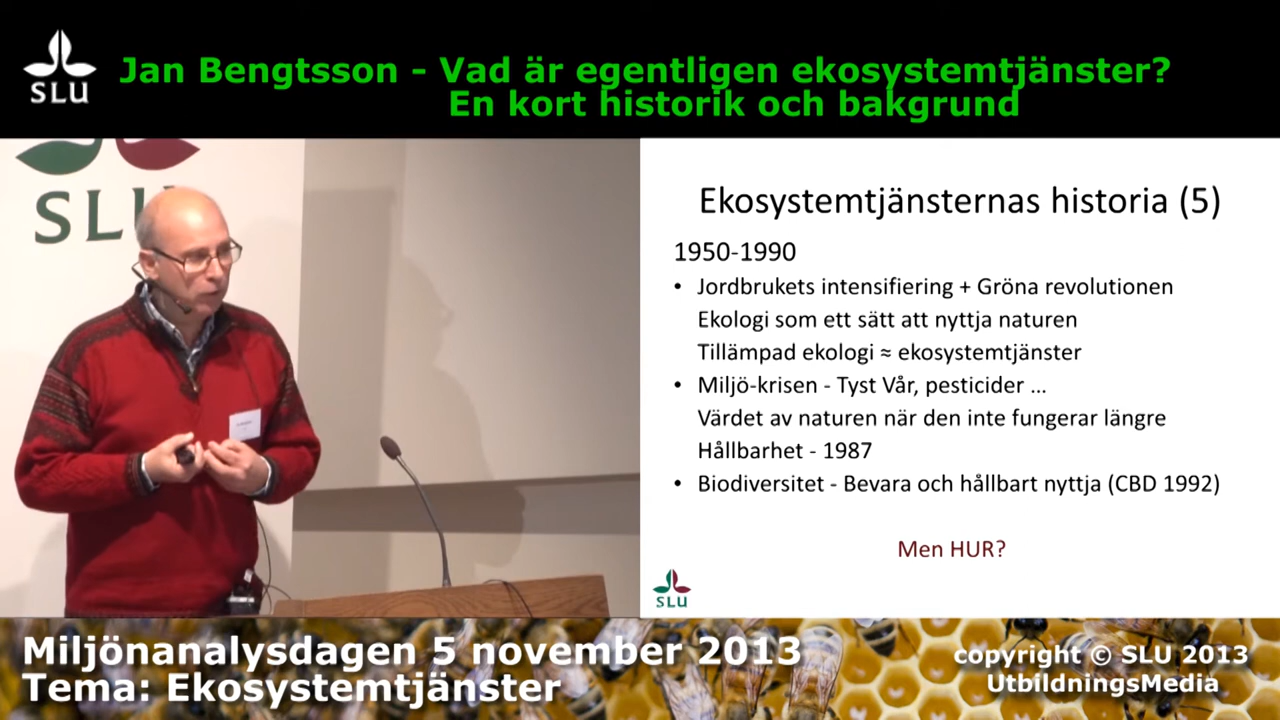 SLU
Jan Bengtsson - Vad är egentligen ekosystemtjänster?
En kort historik och bakgrund
SLU
Ekosystemtjänsternas historia (5)
1950-1990
• Jordbrukets intensifiering + Gröna revolutionen
Ekologi som ett sätt att nyttja naturen
Tillämpad ekologi ≈ ekosystemtjänster
• Miljö-krisen - Tyst Vår, pesticider ...
Värdet av naturen när den inte fungerar längre
Hållbarhet - 1987
• Biodiversitet - Bevara och hållbart nyttja (CBD 1992)
Men HUR?
SLU
Miljönanalysdagen 5 november 2013
Tema: Ekosystemtjänster
copyright © SLU 2013
UtbildningsMedia